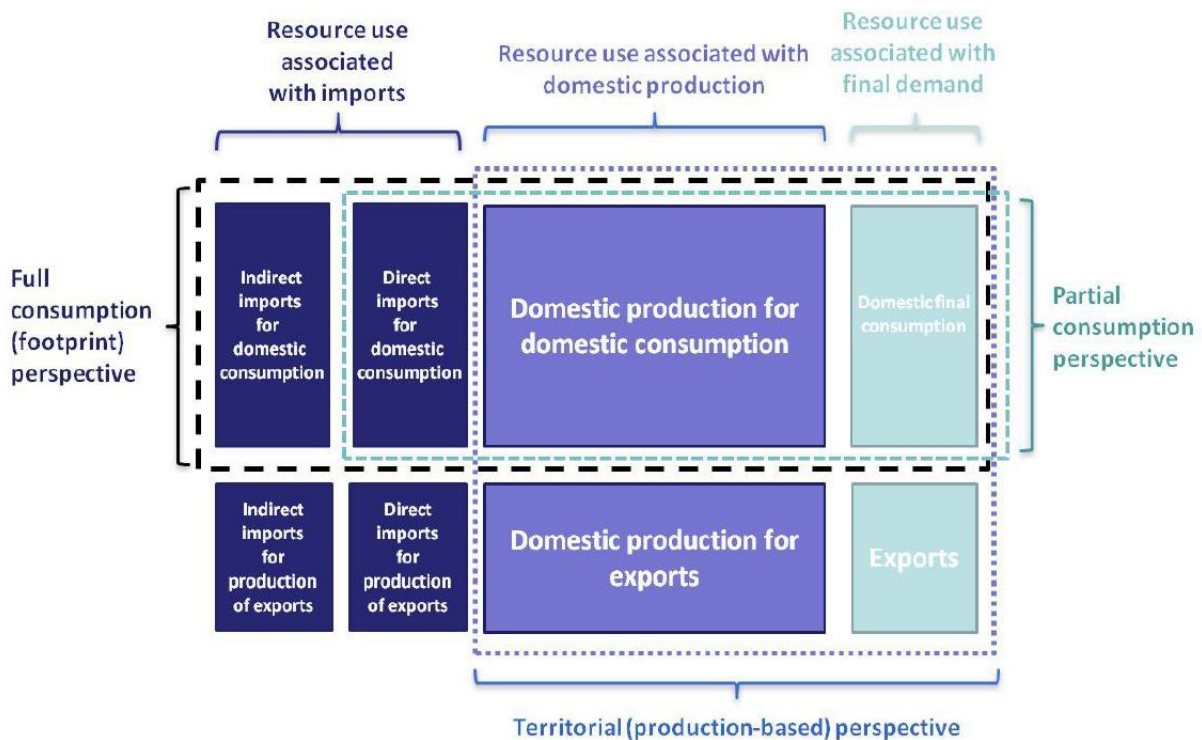 Resource use
associated
with imports
Resource use associated with
domestic production
Resource use
associated with
final demand
Full
consumption
(footprint)
perspective
Indirect
imports
for
domestic
consumption
Direct
imports
for
domestic
consumption
Domestic production for
domestic consumption
Domestic final
consumption
Partial
consumption
perspective
Indirect
imports
for
production
of exports
Direct
imports
for
production
of exports
Domestic production for
exports
Exports
Territorial (production-based) perspective